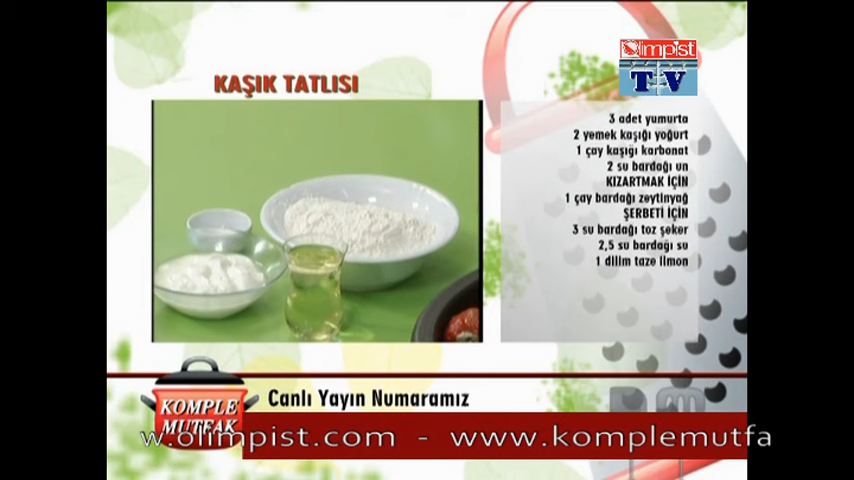 Olimpist
TV
KAŞIK TATLISI
3 adet yumurta
2 yemek kaşığı yoğurt
1 çay kaşığı karbonat
2 su bardağı un
KIZARTMAK İÇİN
1 çay bardağı zeytinyağ
ŞERBETİ İÇİN
3 su bardağı toz şeker
2,5 su bardağı su
1 dilim taze limon
Canlı Yayın Numaramız
KOMPLE
MUTFAK
w.olimpist.com - www.komplemutfa